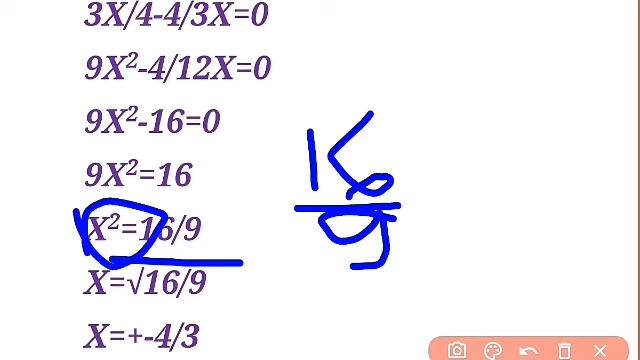 3X/4-4/3X=0
9X²-4/12X=0
9X²-16=0
9X²=16
X²=16/9
X=√16/9
X=+-4/3
16
9